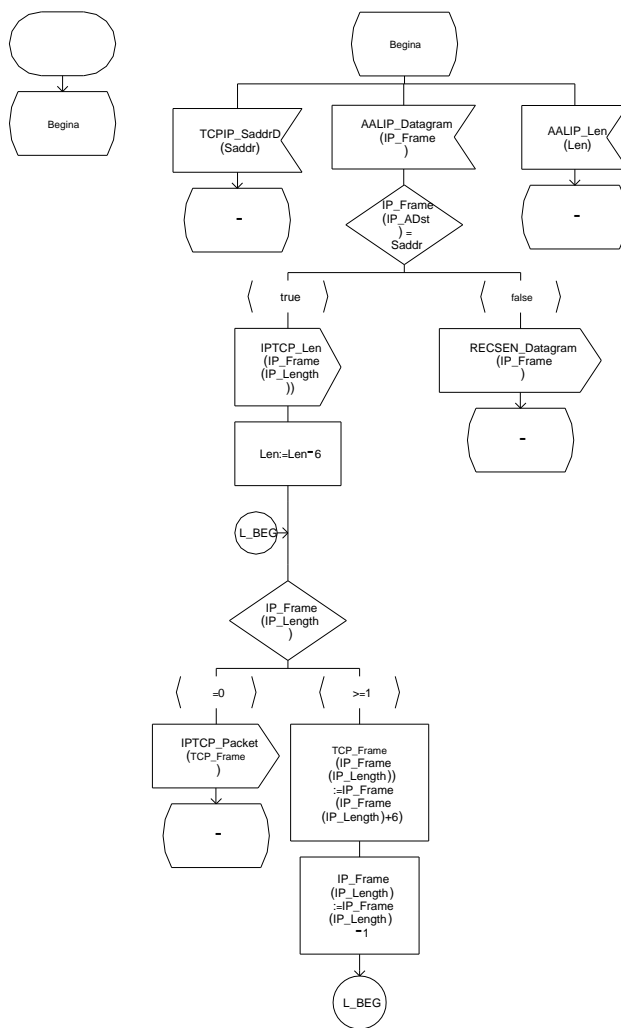 Begina
Begina
TCPIP_SaddrD
(Saddr)
AALIP_Datagram
(IP_Frame
)
AALIP_Len
(Len)
-
-
IP_Frame
(IP_ADst
) =
Saddr
true
false
IPTCP_Len
(IP_Frame
(IP_Length
))
RECSEN_Datagram
(IP_Frame
)
-
Len:=Len-6
L_BEG
IP_Frame
(IP_Length
)
=0
>=1
IPTCP_Packet
(TCP_Frame
)
-
TCP_Frame
(IP_Frame
(IP_Length))
:=IP_Frame
(IP_Frame
(IP_Length)+6)
IP_Frame
(IP_Length)
:=IP_Frame
(IP_Length)
-1
L_BEG